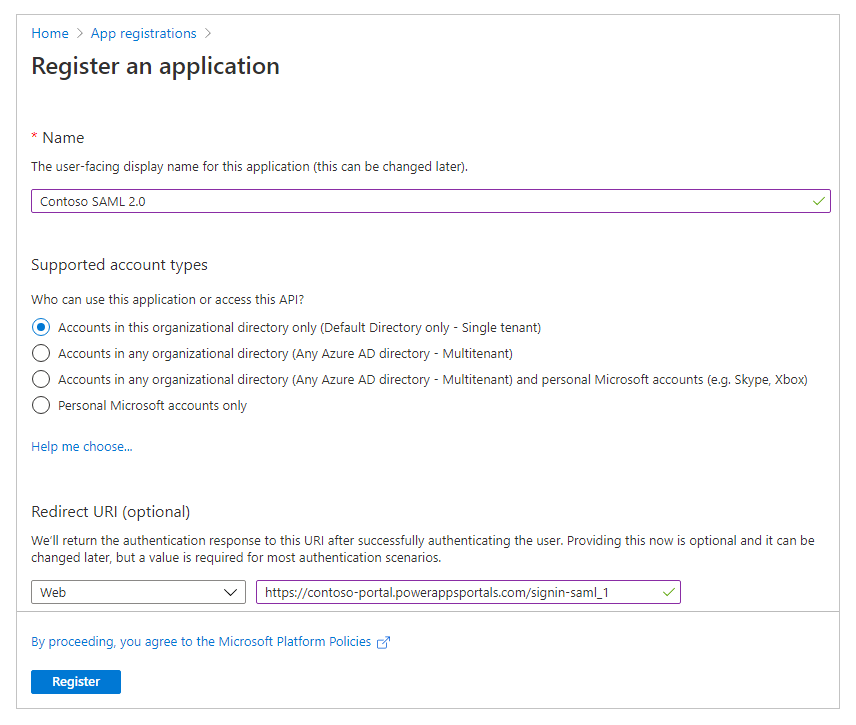 Home > App registrations >
Register an application
* Name
The user-facing display name for this application (this can be changed later).
Contoso SAML 2.0
Supported account types
Who can use this application or access this API?
Accounts in this organizational directory only (Default Directory only - Single tenant)
Accounts in any organizational directory (Any Azure AD directory - Multitenant)
Accounts in any organizational directory (Any Azure AD directory - Multitenant) and personal Microsoft accounts (e.g. Skype, Xbox)
Personal Microsoft accounts only
Help me choose...
Redirect URI (optional)
We'll return the authentication response to this URI after successfully authenticating the user. Providing this now is optional and it can be
changed later, but a value is required for most authentication scenarios.
Web https://contoso-portal.powerappsportals.com/signin-saml_1
By proceeding, you agree to the Microsoft Platform Policies
Register